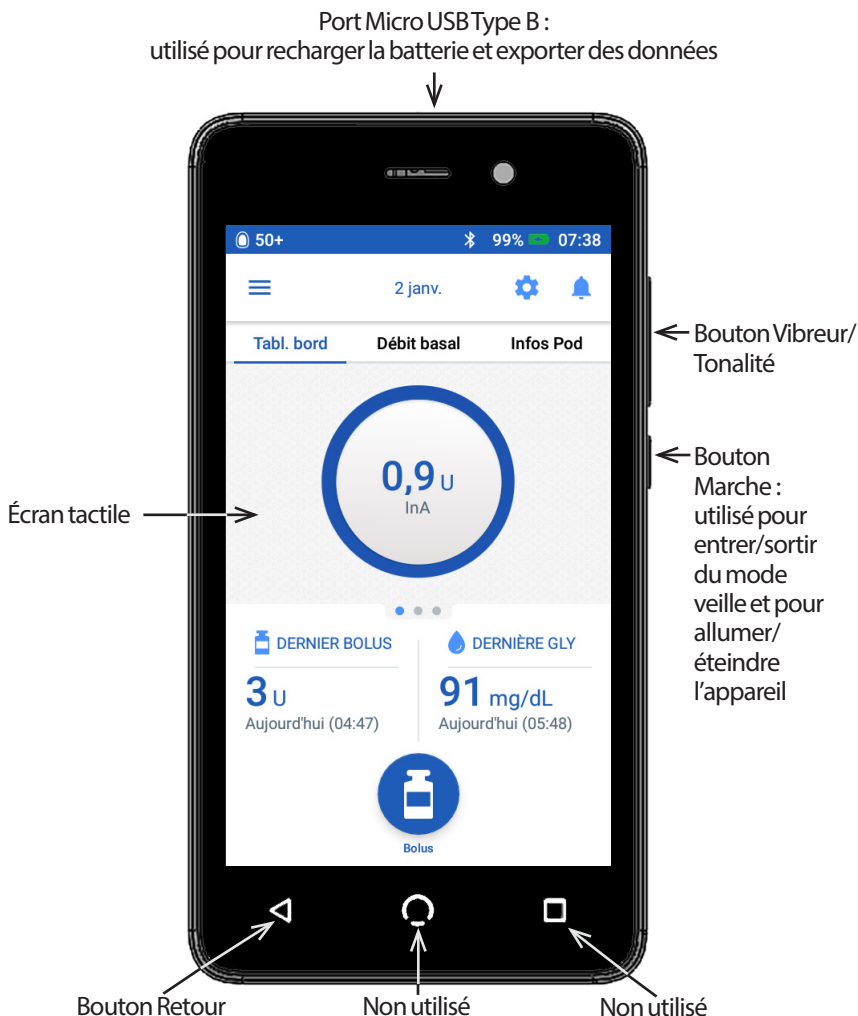 Port Micro USB Type B :
utilisé pour recharger la batterie et exporter des données
50+ 99% 07:38
2 janv.
Tabl. bord Débit basal Infos Pod
Bouton Vibreur/
Tonalité
0,9 U
InA
Écran tactile
Bouton
Marche :
utilisé pour
entrer/sortir
du mode
veille et pour
allumer/
éteindre
l'appareil
DERNIER BOLUS DERNIÈRE GLY
3 U 91 mg/dL
Aujourd'hui (04:47) Aujourd'hui (05:48)
Bolus
Bouton Retour Non utilisé Non utilisé